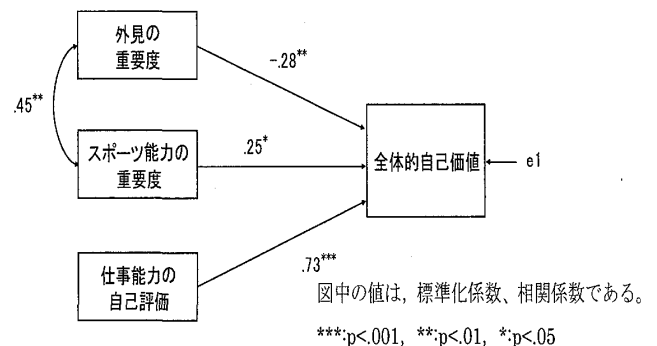 外見の
重要度
-.28**
.45**
スポーツ能力の
重要度
.25*
全体的自己価値
e1
仕事能力の
自己評価
.73***
図中の値は，標準化係数、相関係数である。
***:p<.001, **:p<.01, *:p<.05